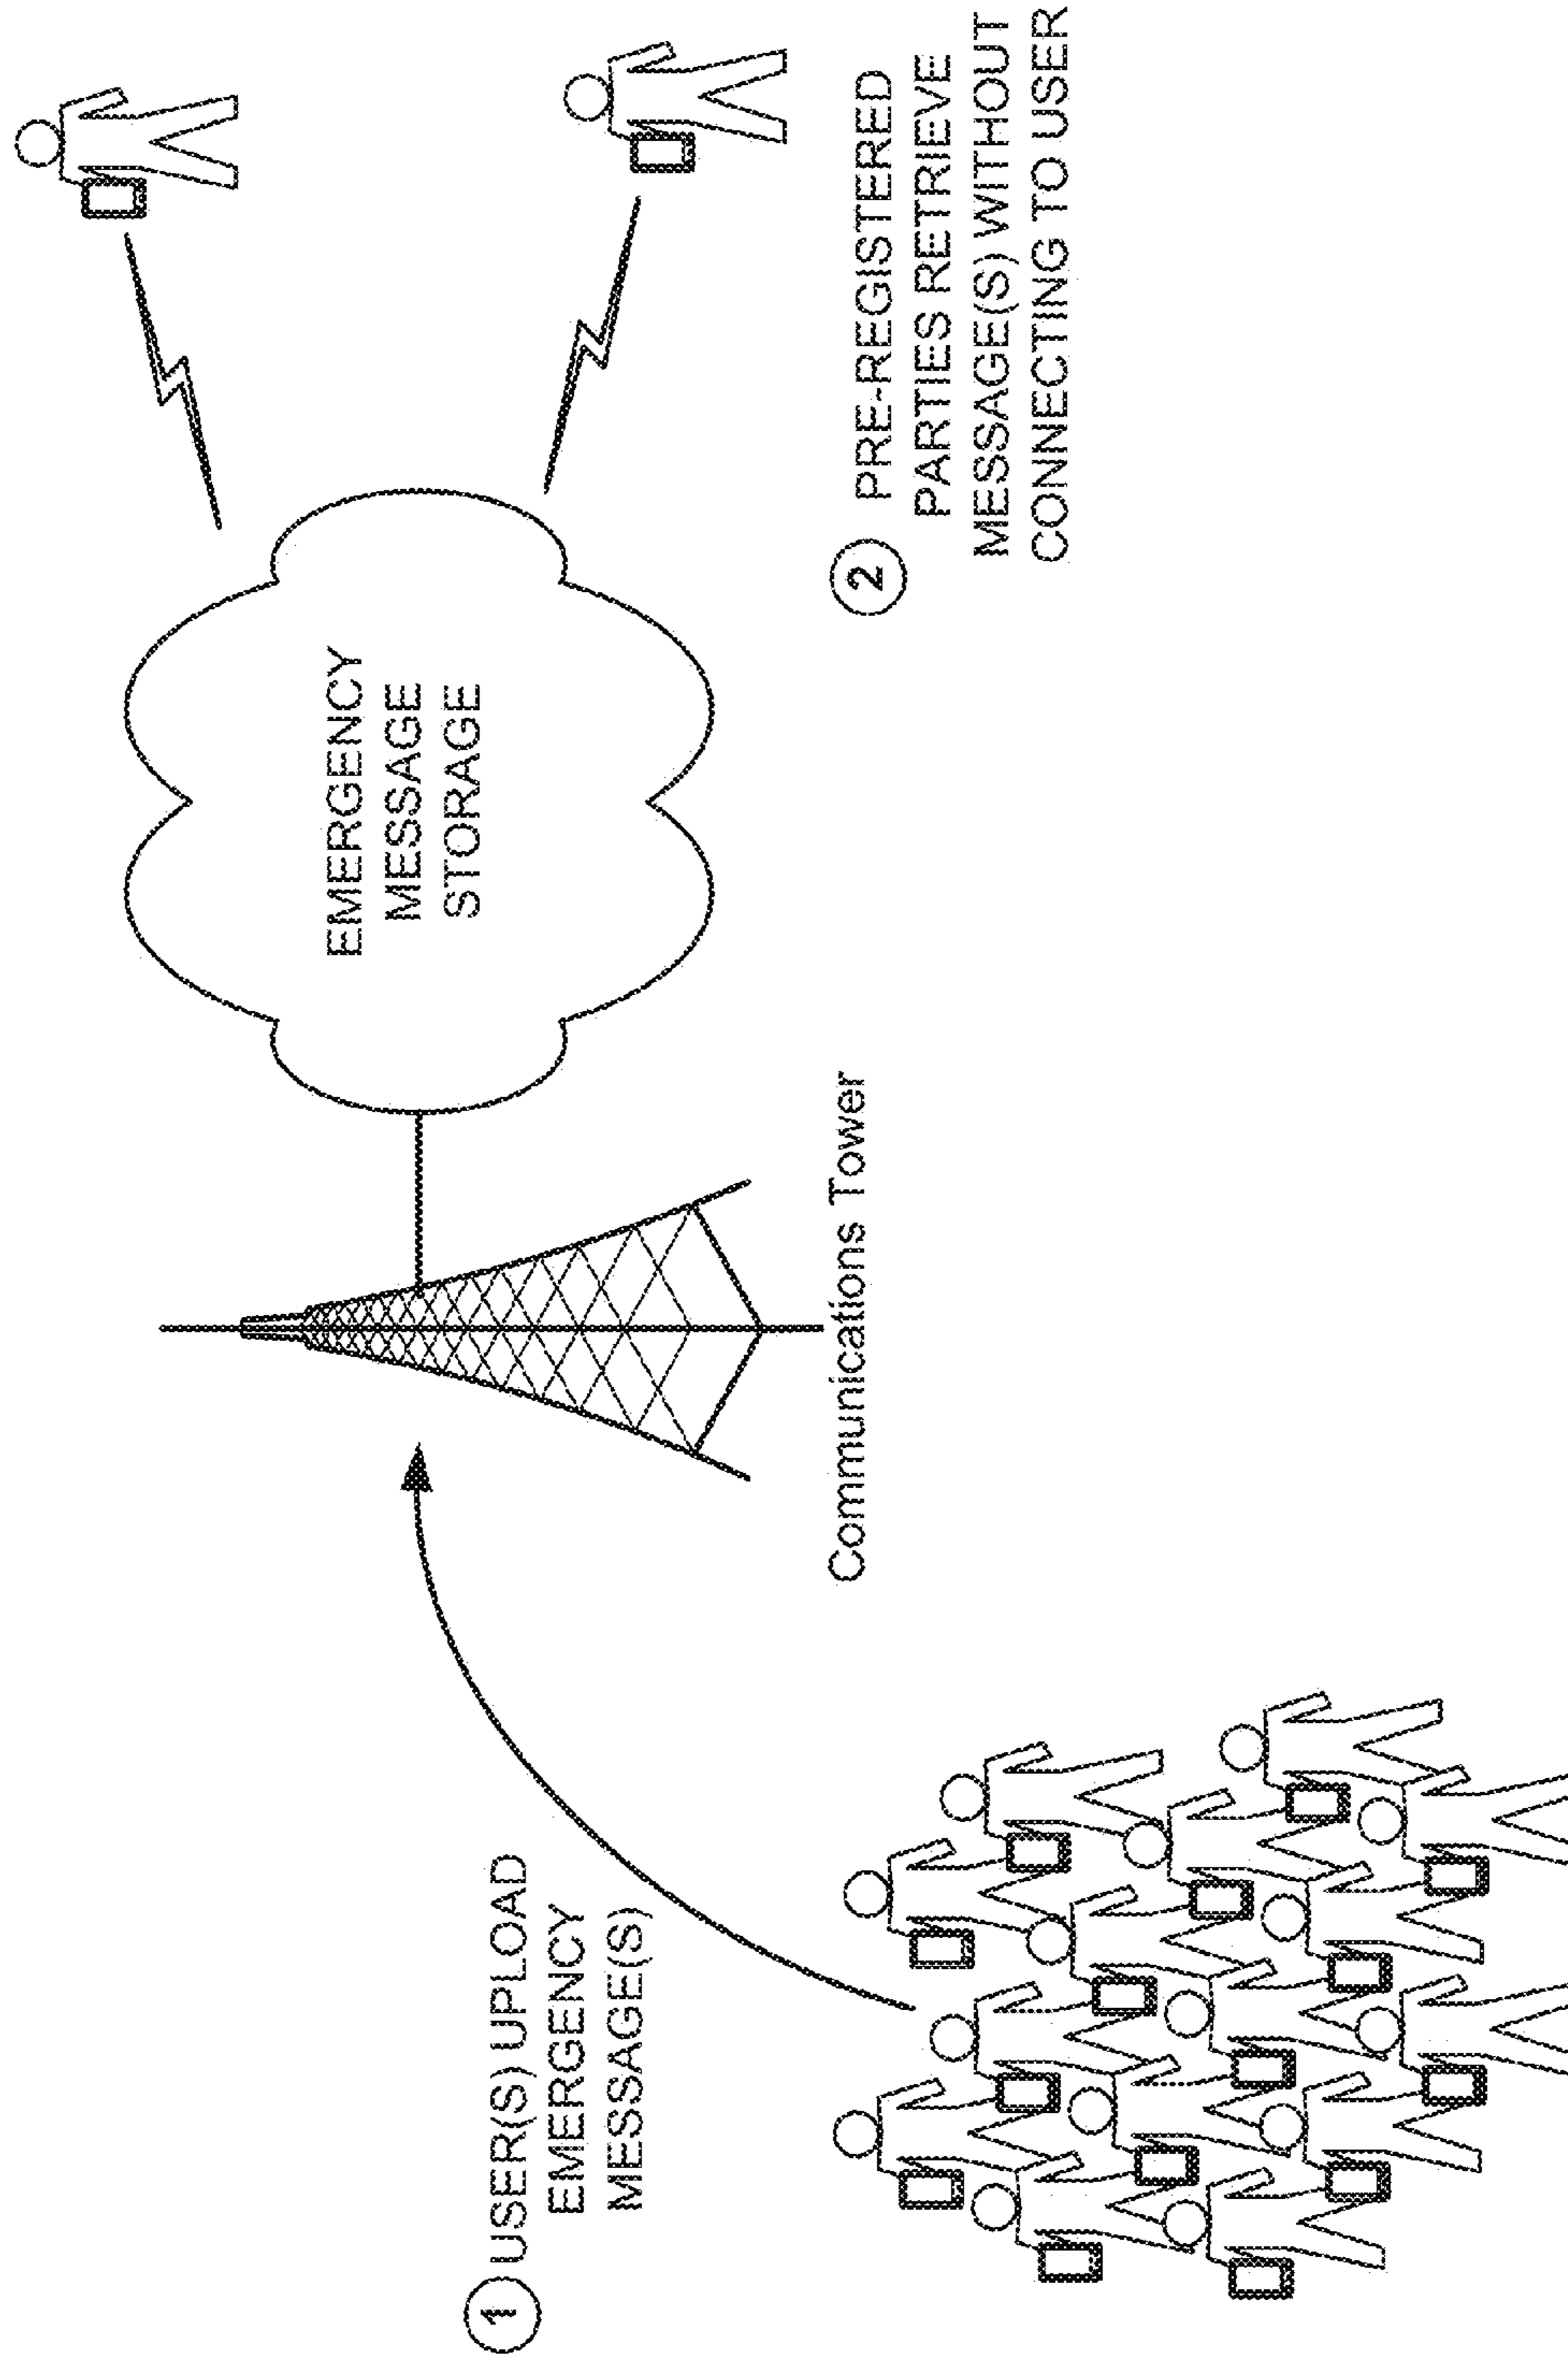 1 USER(S) UPLOAD
EMERGENCY
MESSAGE(S)
Communications Tower
EMERGENCY
MESSAGE
STORAGE
2 PRE-REGISTERED
PARTIES RETRIEVE
MESSAGE(S) WITHOUT
CONNECTING TO USER